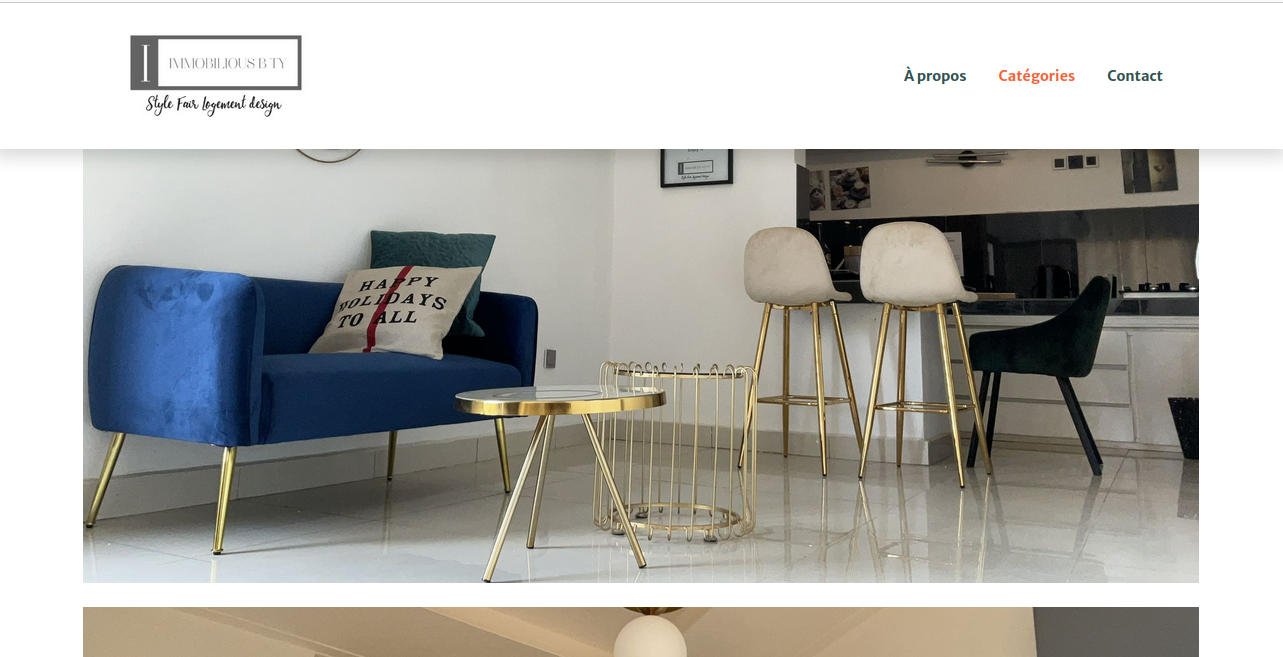 I IMMOBILIOUS B TY
Style Fair Logement design
À propos
Catégories
Contact
HAPPY
HOLIDAYS
TO ALL